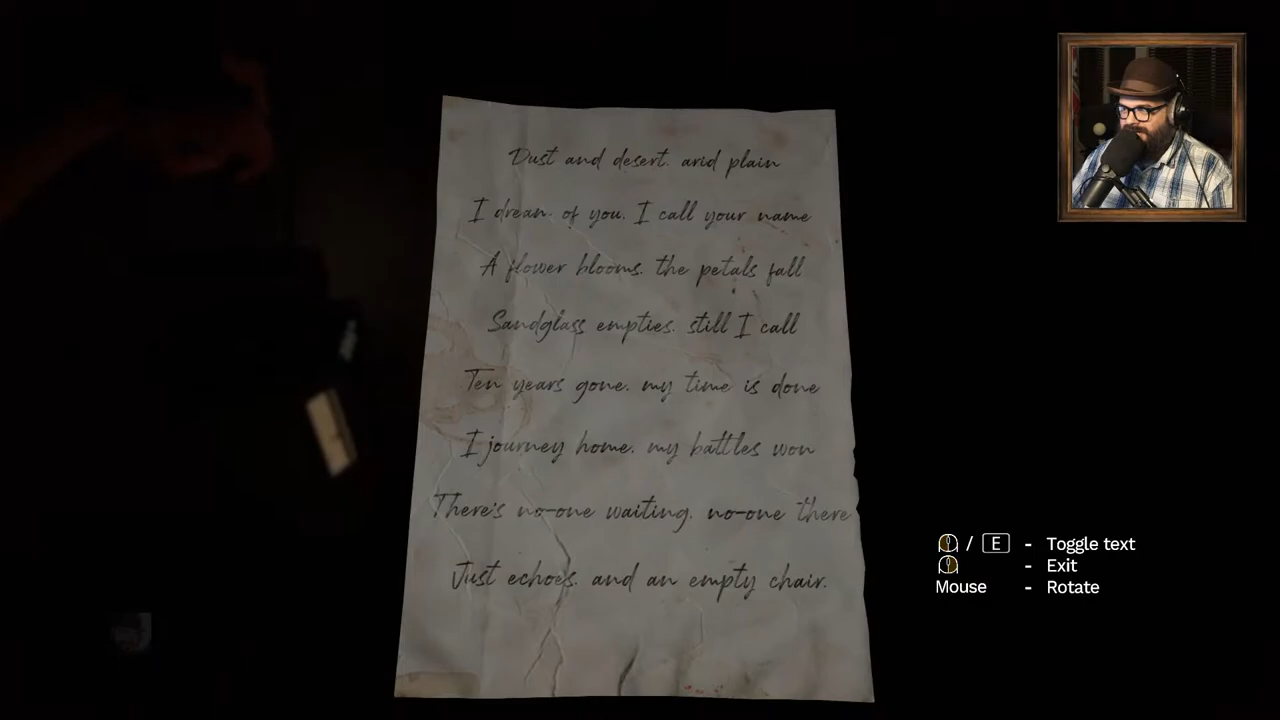 Dust and desert. arid plain
I dream. of you. I call your name
A flower blooms. the petals fall
Sandglass empties. still I call
Ten years gone. my time is done
I journey home. my battles won
There's no-one waiting. no-one there
Just echoes. and an empty chair.
/ E - Toggle text
- Exit
Mouse - Rotate